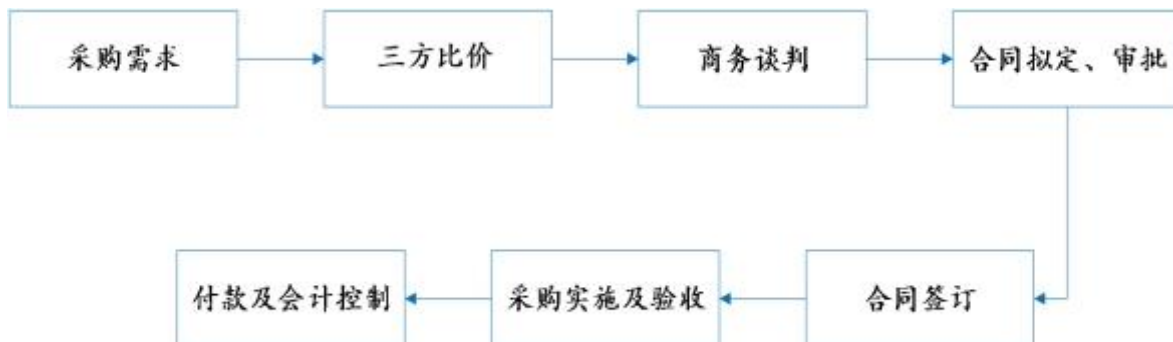 采购需求
三方比价
商务谈判
合同拟定、审批
合同签订
采购实施及验收
付款及会计控制